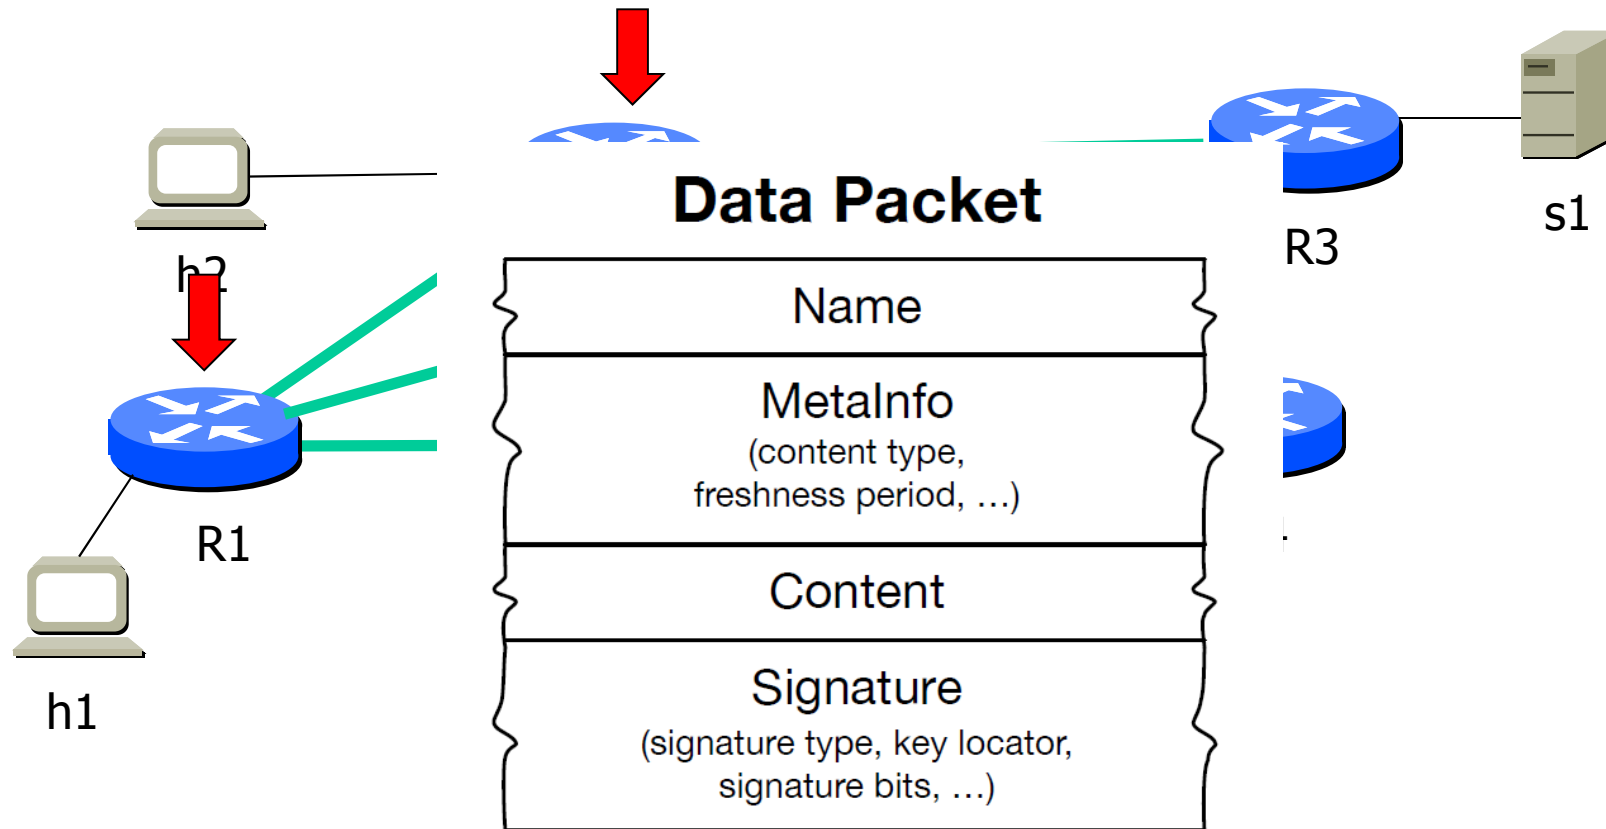 Data Packet
s1
R3
h2
Name
MetaInfo
(content type,
freshness period, …)
R1
Content
Signature
h1
(signature type, key locator,
signature bits, …)